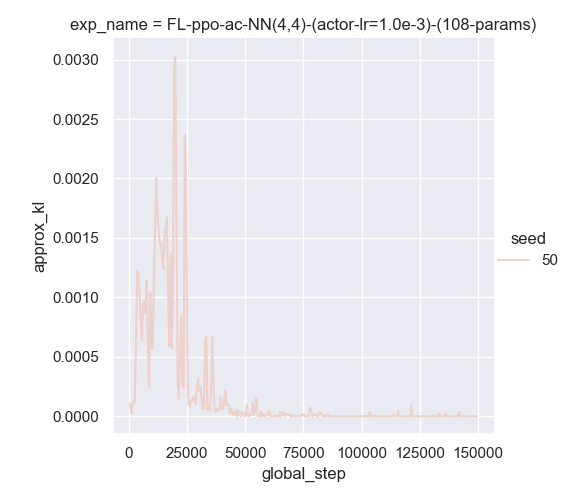 exp_name = FL-ppo-ac-NN(4,4)-(actor-lr=1.0e-3)-(108-params)
0.0030
0.0025
0.0020
0.0015
0.0010
0.0005
0.0000
approx_kl
0 25000 50000 75000 100000 125000 150000
global_step
seed
50